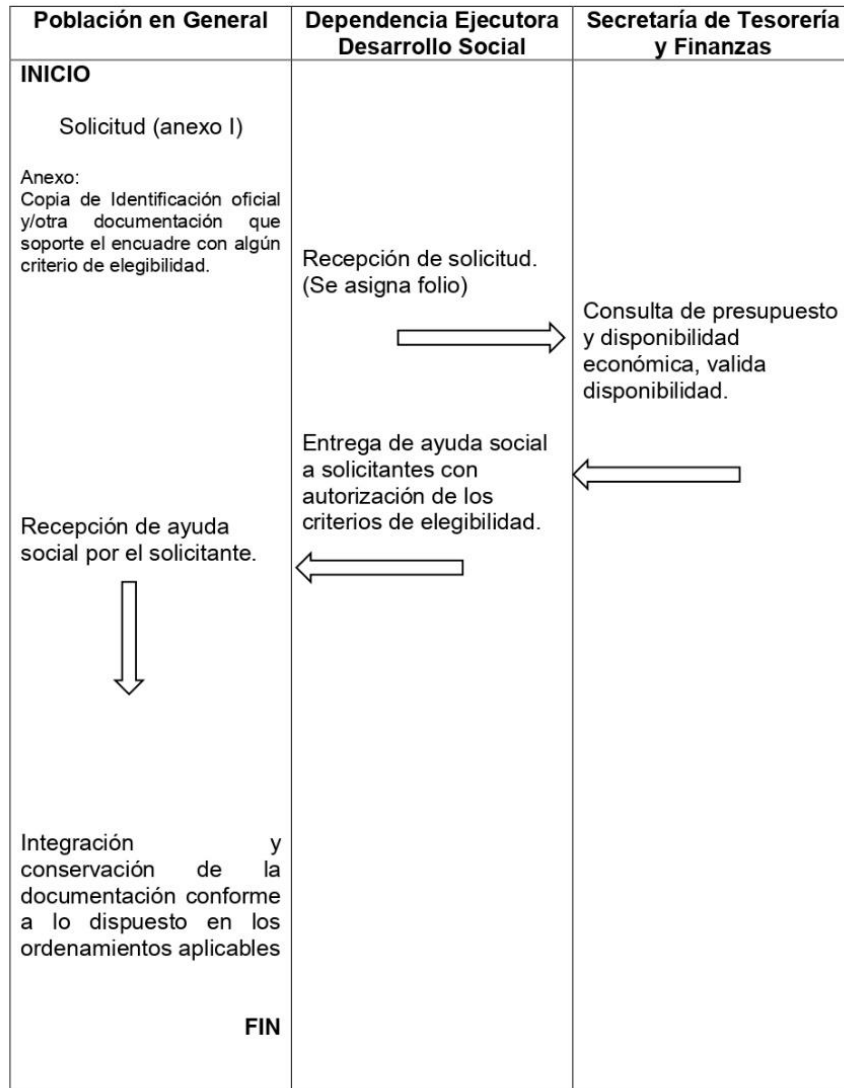 Población en General
Dependencia Ejecutora
Desarrollo Social
Secretaría de Tesorería
y Finanzas
INICIO
Solicitud (anexo I)
Anexo:
Copia de Identificación oficial
y/otra documentación que
soporte el encuadre con algún
criterio de elegibilidad.
Recepción de solicitud.
(Se asigna folio)
Consulta de presupuesto
y disponibilidad
económica, valida
disponibilidad.
Entrega de ayuda social
a solicitantes con
autorización de los
criterios de elegibilidad.
Recepción de ayuda
social por el solicitante.
Integración y
conservación de la
documentación conforme
a lo dispuesto en los
ordenamientos aplicables
FIN